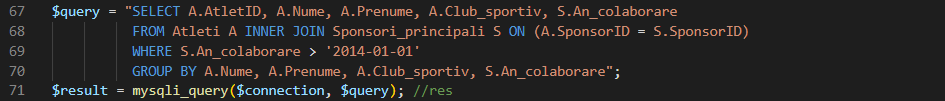 67 $query = "SELECT A.AtletID, A.Nume, A.Prenume, A.Club_sportiv, S.An_colaborare
68 FROM Atleti A INNER JOIN Sponsori_principali S ON (A.SponsorID = S.SponsorID)
69 WHERE S.An_colaborare > '2014-01-01'
70 GROUP BY A.Nume, A.Prenume, A.Club_sportiv, S.An_colaborare";
71 $result = mysqli_query($connection, $query); //res